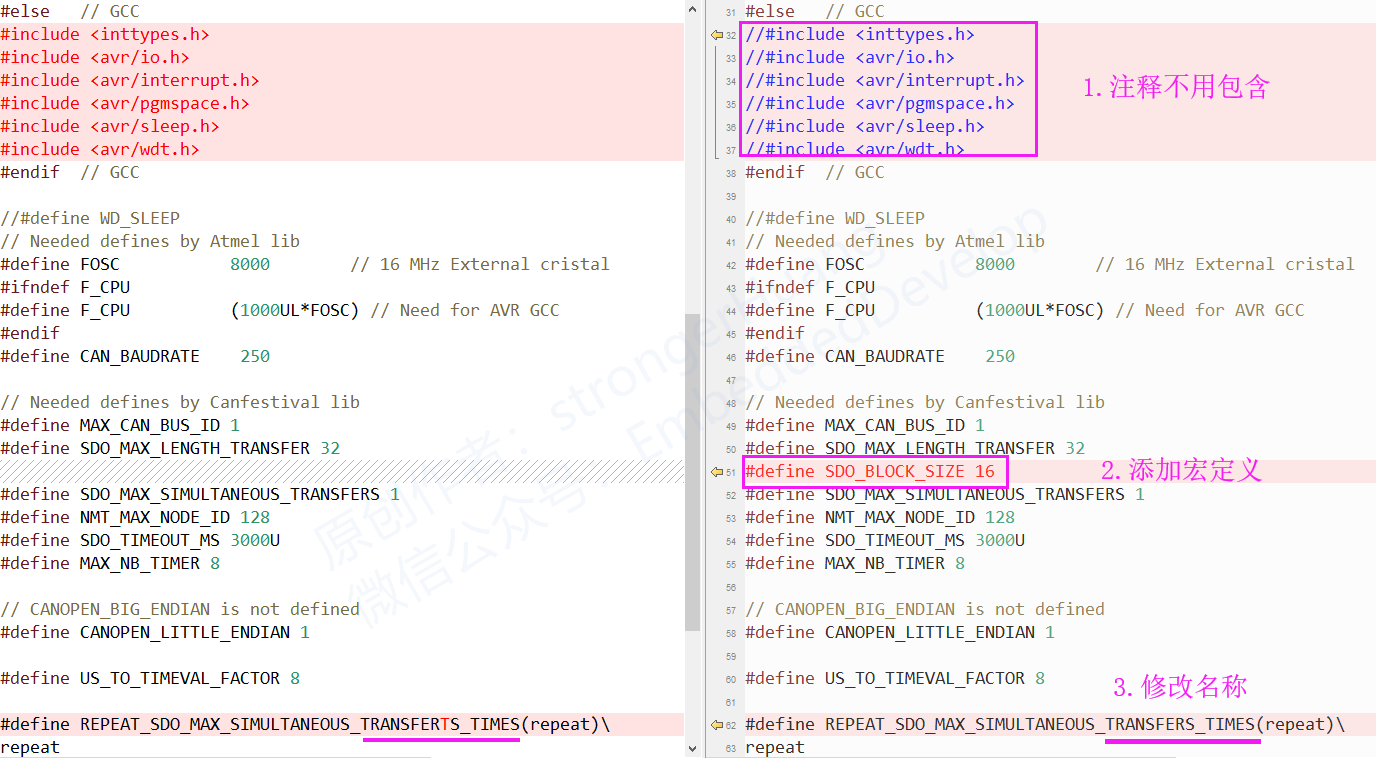 #else   // GCC
#include <inttypes.h>
#include <avr/io.h>
#include <avr/interrupt.h>
#include <avr/pgmspace.h>
#include <avr/sleep.h>
#include <avr/wdt.h>
#endif  // GCC
//#define WD_SLEEP
// Needed defines by Atmel lib
#define FOSC           8000        // 16 MHz External cristal
#ifndef F_CPU
#define F_CPU          (1000UL*FOSC) // Need for AVR GCC
#endif
#define CAN_BAUDRATE    250
// Needed defines by Canfestival lib
#define MAX_CAN_BUS_ID 1
#define SDO_MAX_LENGTH_TRANSFER 32
#define SDO_MAX_SIMULTANEOUS_TRANSFERS 1
#define NMT_MAX_NODE_ID 128
#define SDO_TIMEOUT_MS 3000U
#define MAX_NB_TIMER 8
// CANOPEN_BIG_ENDIAN is not defined
#define CANOPEN_LITTLE_ENDIAN 1
#define US_TO_TIMEVAL_FACTOR 8
#define REPEAT_SDO_MAX_SIMULTANEOUS_TRANSFERTS_TIMES(repeat)\
repeat
31 #else   // GCC
32 //#include <inttypes.h>
33 //#include <avr/io.h>
34 //#include <avr/interrupt.h>
35 //#include <avr/pgmspace.h>
36 //#include <avr/sleep.h>
37 //#include <avr/wdt.h>
1.注释不用包含
38 #endif  // GCC
39
40 //#define WD_SLEEP
41 // Needed defines by Atmel lib
42 #define FOSC           8000        // 16 MHz External cristal
43 #ifndef F_CPU
44 #define F_CPU          (1000UL*FOSC) // Need for AVR GCC
45 #endif
46 #define CAN_BAUDRATE    250
47
48 // Needed defines by Canfestival lib
49 #define MAX_CAN_BUS_ID 1
50 #define SDO_MAX_LENGTH_TRANSFER 32
51 #define SDO_BLOCK_SIZE 16
2.添加宏定义
52 #define SDO_MAX_SIMULTANEOUS_TRANSFERS 1
53 #define NMT_MAX_NODE_ID 128
54 #define SDO_TIMEOUT_MS 3000U
55 #define MAX_NB_TIMER 8
56
57 // CANOPEN_BIG_ENDIAN is not defined
58 #define CANOPEN_LITTLE_ENDIAN 1
59
60 #define US_TO_TIMEVAL_FACTOR 8
3.修改名称
61
62 #define REPEAT_SDO_MAX_SIMULTANEOUS_TRANSFERS_TIMES(repeat)\
63 repeat
原创作者：strongerHuang
微信公众号：EmbeddedDevelop